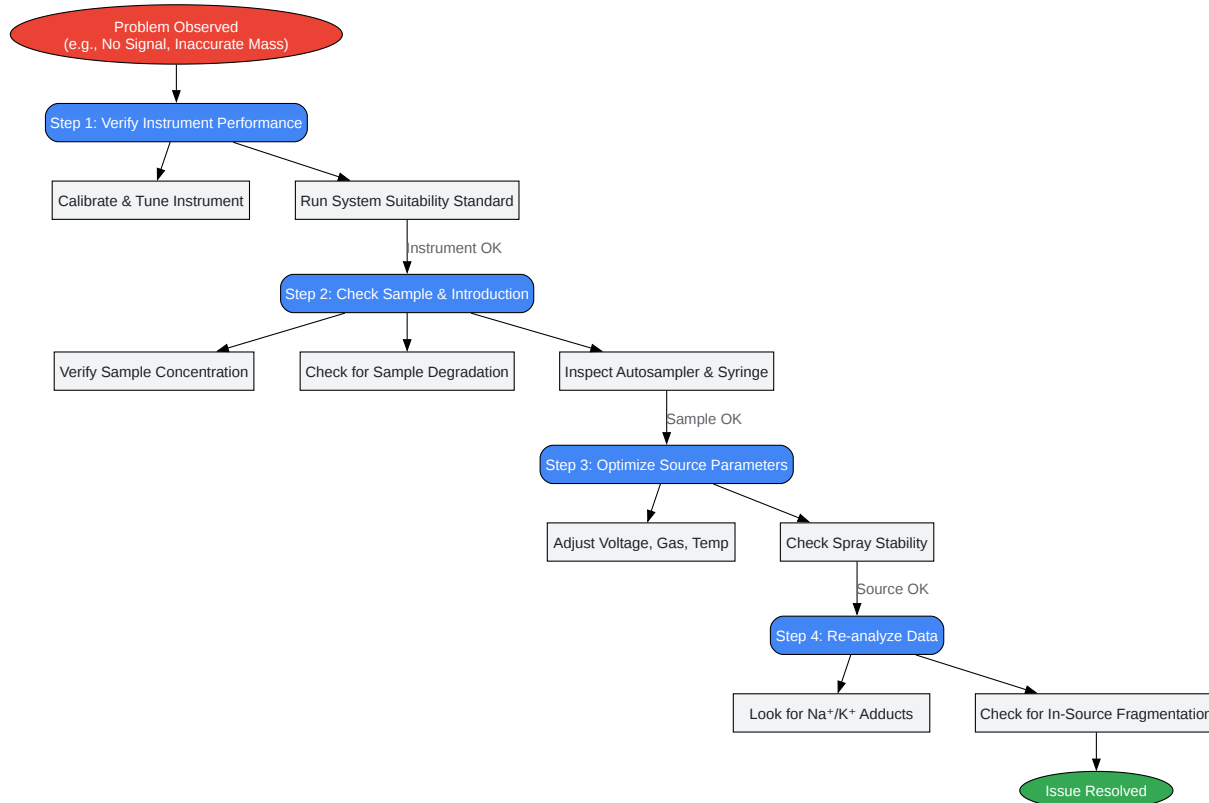 Problem Observed
(e.g., No Signal, Inaccurate Mass)
Step 1: Verify Instrument Performance
Calibrate & Tune Instrument
Run System Suitability Standard
Instrument OK
Step 2: Check Sample & Introduction
Verify Sample Concentration
Check for Sample Degradation
Inspect Autosampler & Syringe
Sample OK
Step 3: Optimize Source Parameters
Adjust Voltage, Gas, Temp
Check Spray Stability
Source OK
Step 4: Re-analyze Data
Look for Na⁺/K⁺ Adducts
Check for In-Source Fragmentation
Issue Resolved